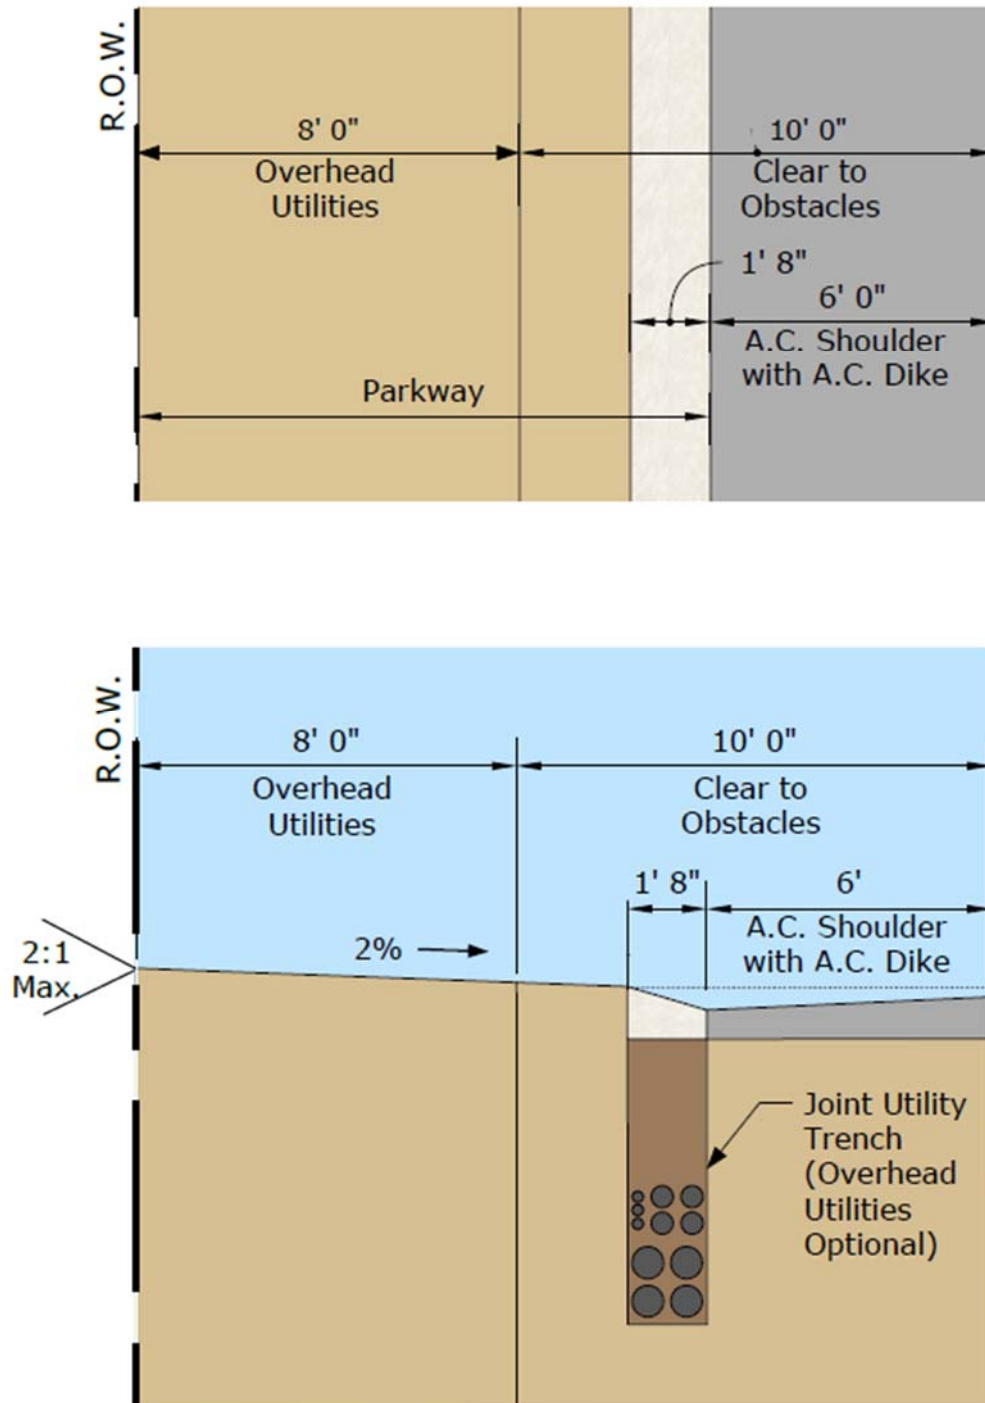 R.O.W.
8' 0"
Overhead
Utilities
10' 0"
Clear to
Obstacles
1' 8"
6' 0"
A.C. Shoulder
with A.C. Dike
Parkway
R.O.W.
8' 0"
Overhead
Utilities
10' 0"
Clear to
Obstacles
1' 8"
6'
A.C. Shoulder
with A.C. Dike
2%
2:1
Max.
Joint Utility
Trench
(Overhead
Utilities
Optional)